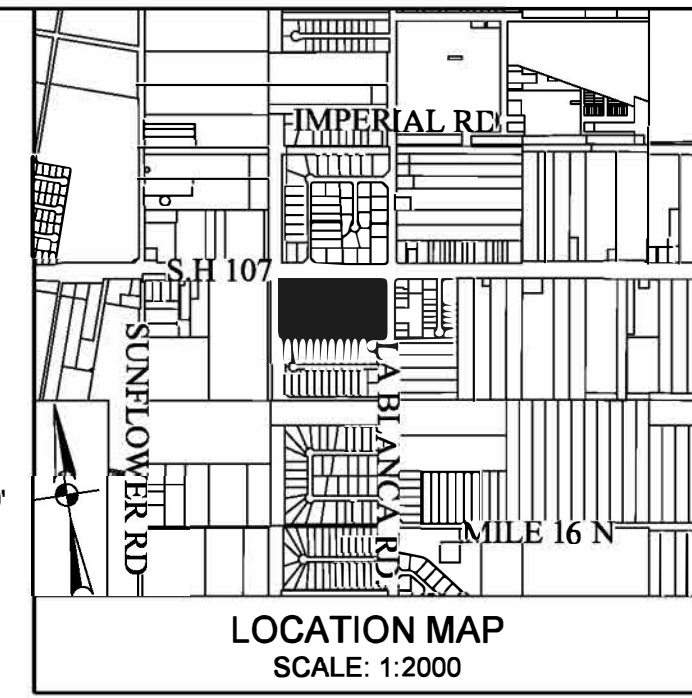 IMPERIAL RD
S.H 107
SUNFLOWER RD
LA BLANCA RD.
MILE 16 N
LOCATION MAP
SCALE: 1:2000